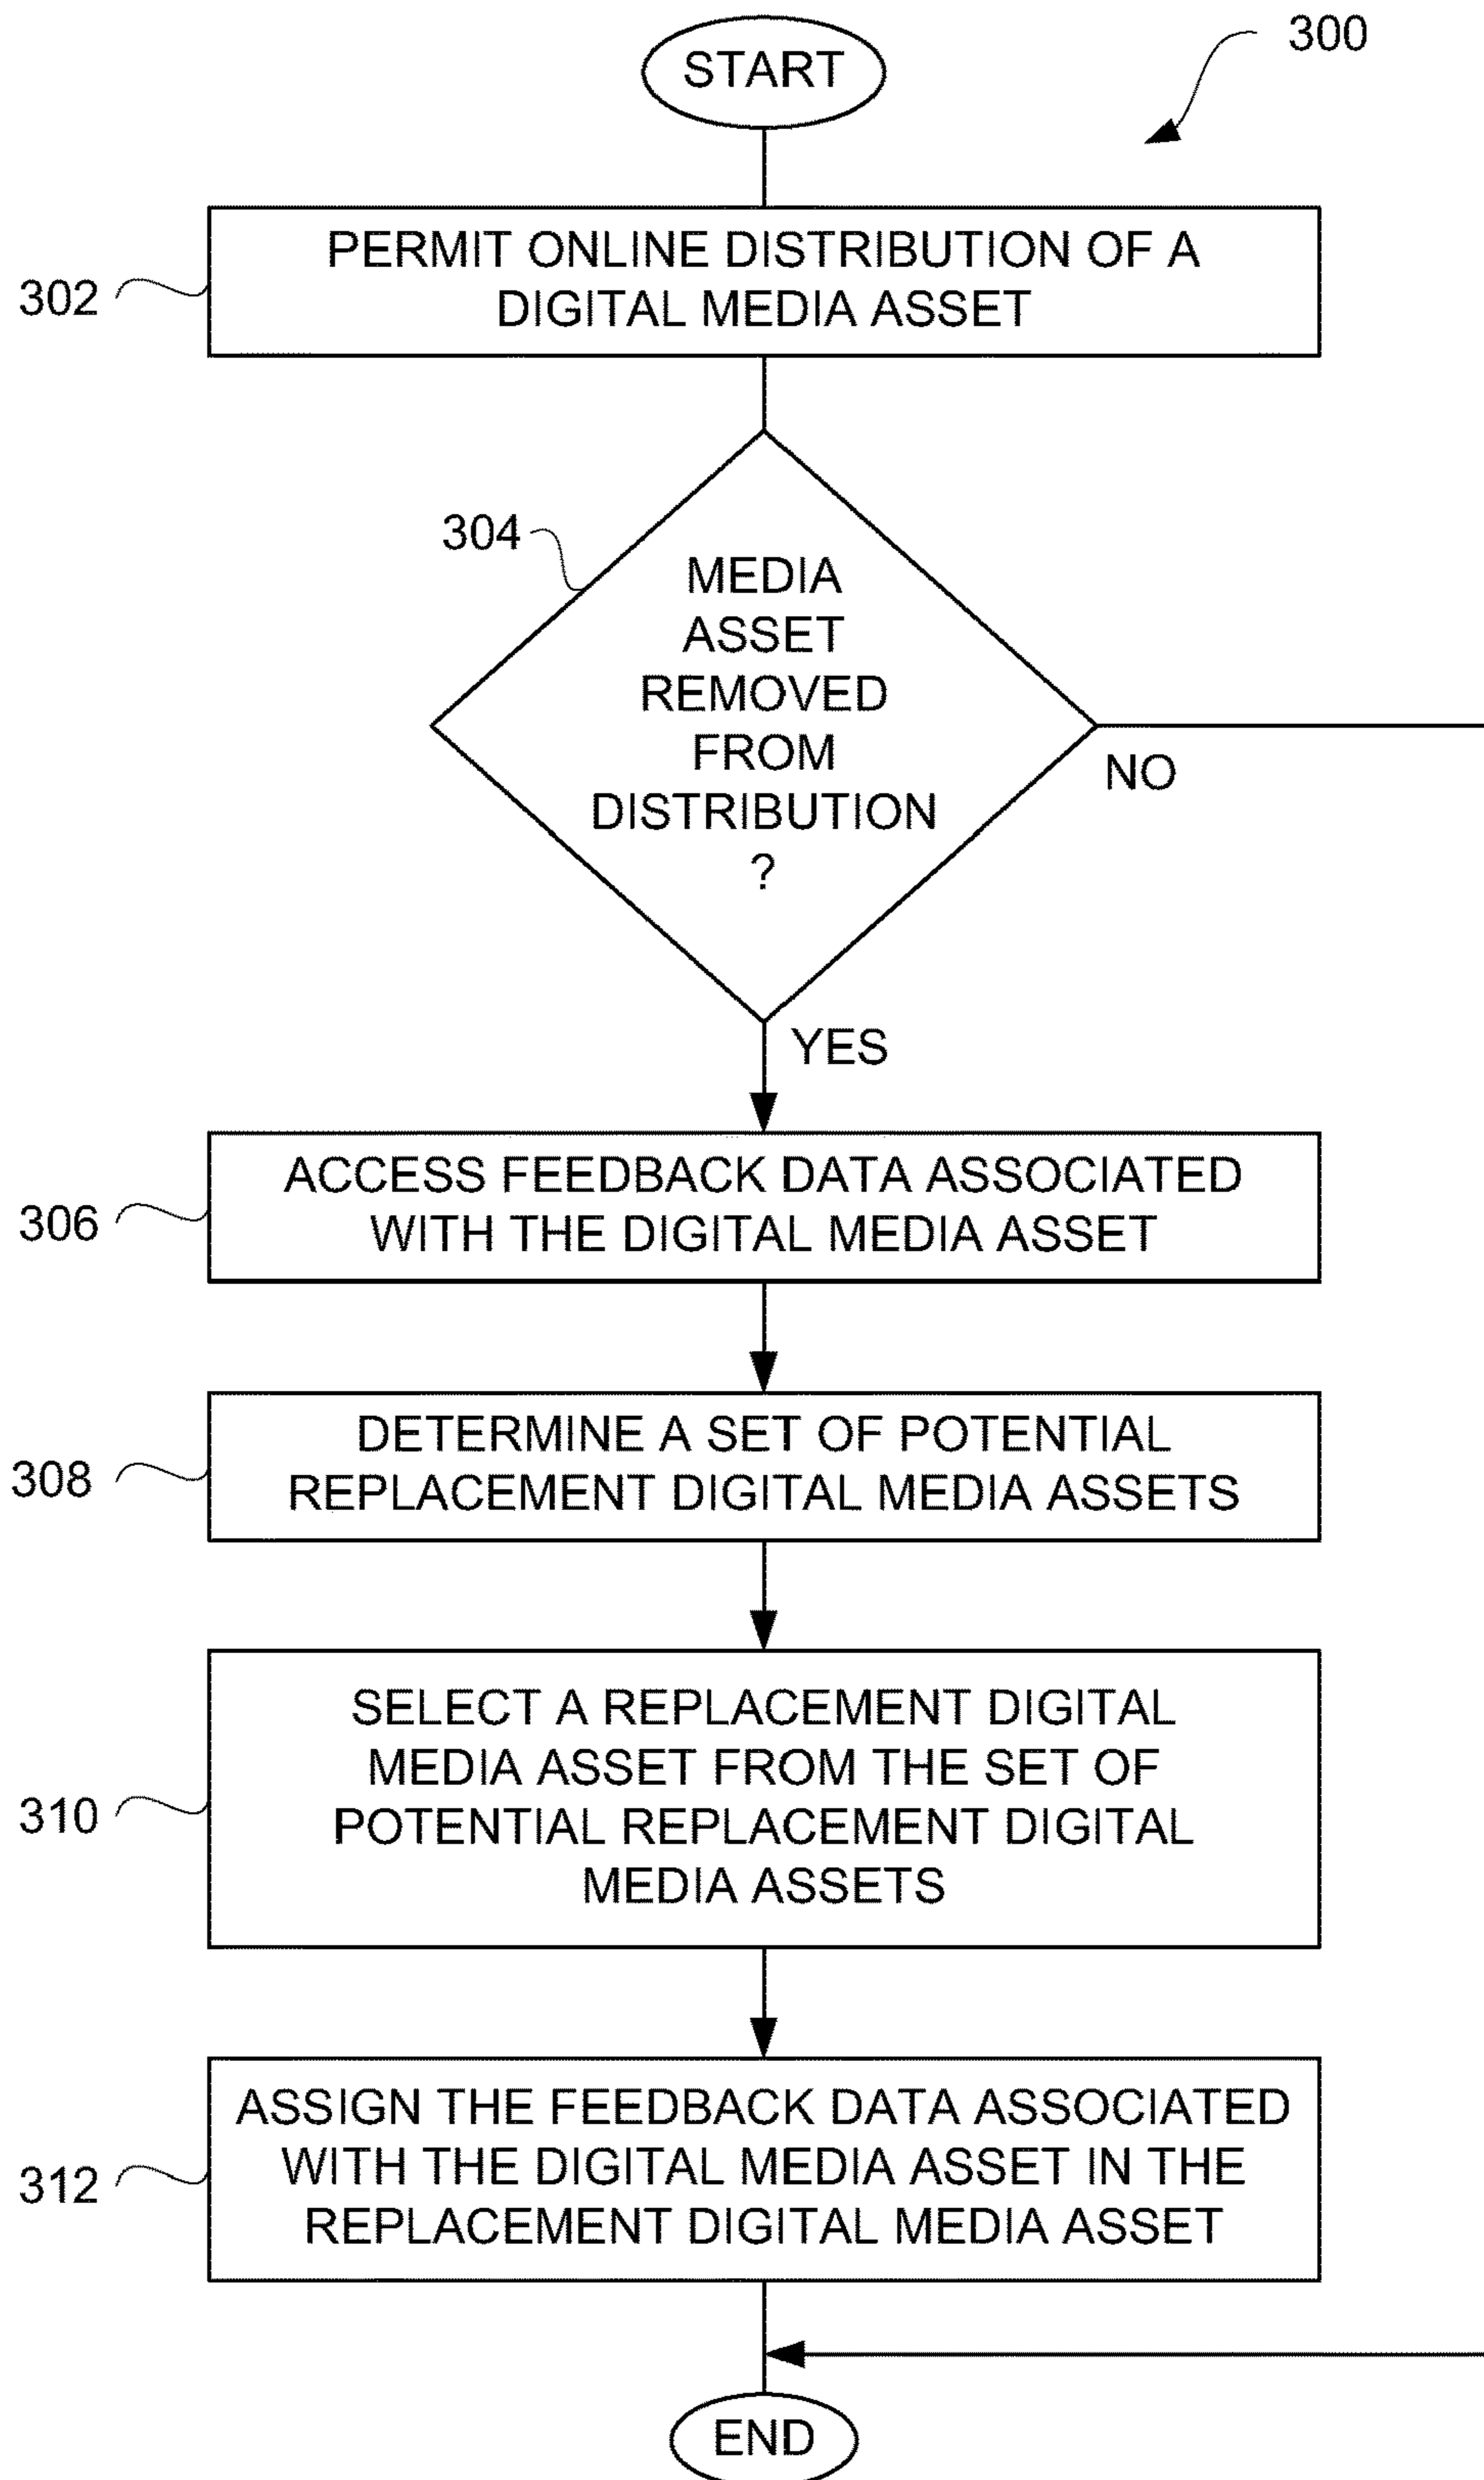 300
START
302
PERMIT ONLINE DISTRIBUTION OF A
DIGITAL MEDIA ASSET
304
MEDIA
ASSET
REMOVED
FROM
DISTRIBUTION
?
NO
YES
306
ACCESS FEEDBACK DATA ASSOCIATED
WITH THE DIGITAL MEDIA ASSET
308
DETERMINE A SET OF POTENTIAL
REPLACEMENT DIGITAL MEDIA ASSETS
310
SELECT A REPLACEMENT DIGITAL
MEDIA ASSET FROM THE SET OF
POTENTIAL REPLACEMENT DIGITAL
MEDIA ASSETS
312
ASSIGN THE FEEDBACK DATA ASSOCIATED
WITH THE DIGITAL MEDIA ASSET IN THE
REPLACEMENT DIGITAL MEDIA ASSET
END